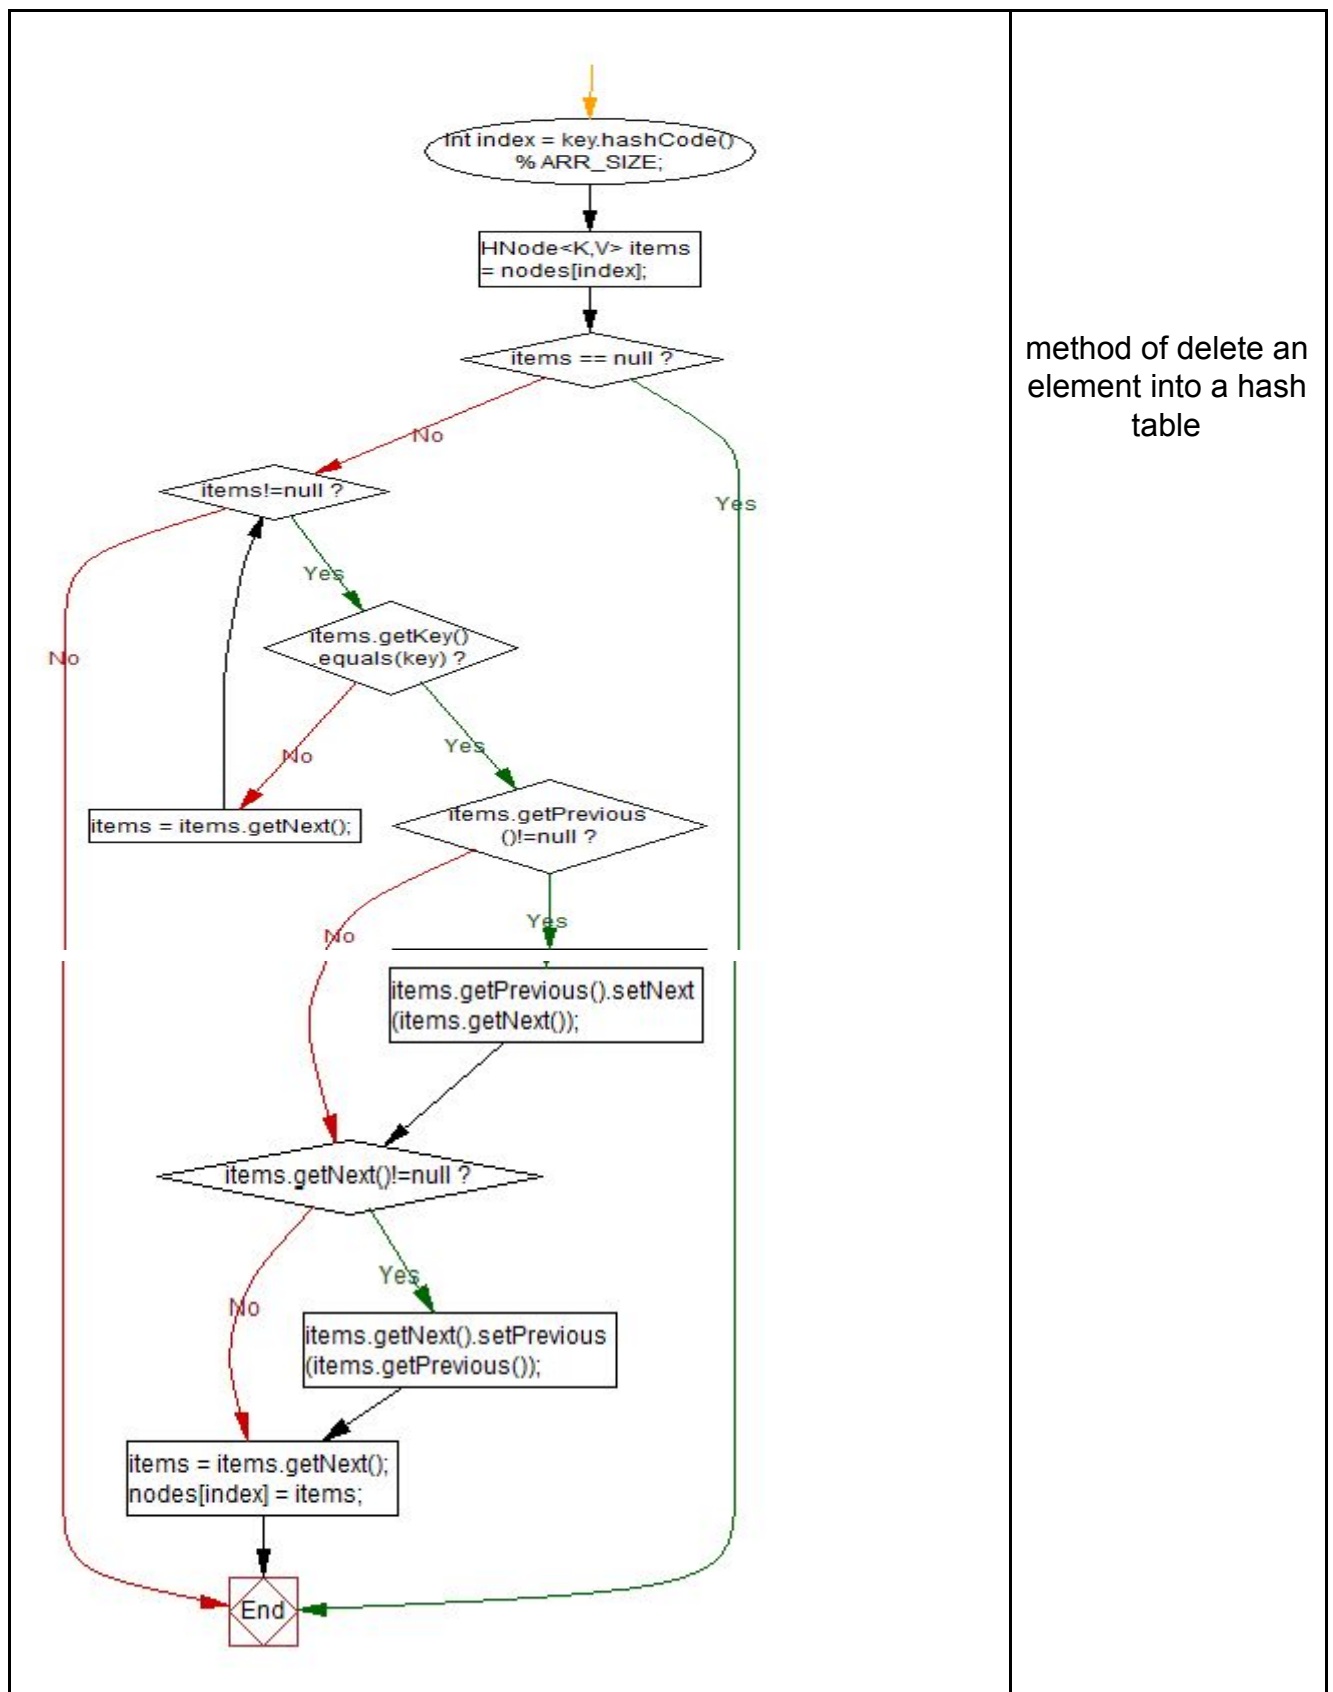 Int index = key.hashCode()
% ARR_SIZE;
HNode<K,V> items
= nodes[index];
items == null ?
No
Yes
items!=null ?
Yes
No
items.getKey()
equals(key) ?
No
Yes
items = items.getNext();
items.getPrevious
()!=null ?
No
Yes
items.getPrevious().setNext
(items.getNext());
items.getNext()!=null ?
Yes
No
items.getNext().setPrevious
(items.getPrevious());
items = items.getNext();
nodes[index] = items;
End
method of delete an
element into a hash
table